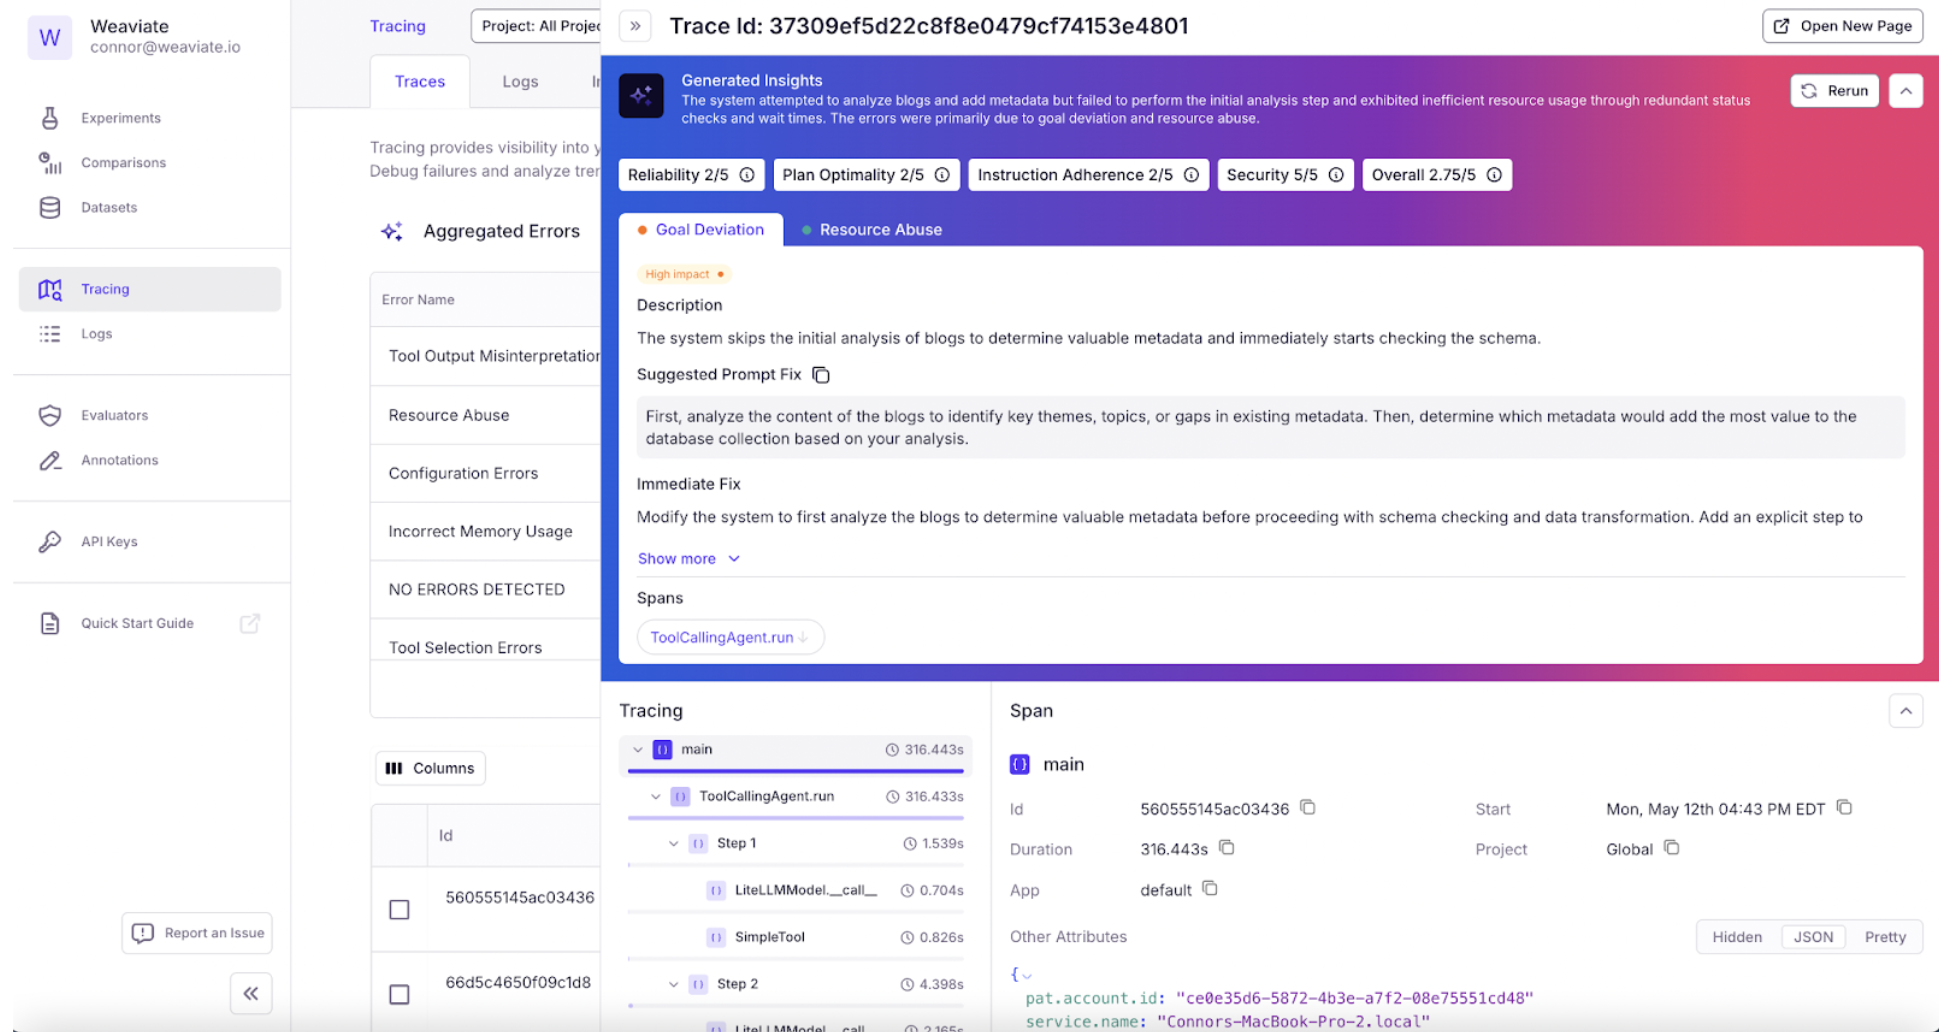 W
Weaviate
connor@weaviate.io
Experiments
Comparisons
Datasets
Tracing
Logs
Evaluators
Annotations
API Keys
Quick Start Guide
Report an Issue
Tracing
Project: All Projec
Traces
Logs
Tracing provides visibility into y
Debug failures and analyze tren
Aggregated Errors
Error Name
Tool Output Misinterpretation
Resource Abuse
Configuration Errors
Incorrect Memory Usage
NO ERRORS DETECTED
Tool Selection Errors
Columns
Id
560555145ac03436
66d5c4650f09c1d8
Trace Id: 37309ef5d22c8f8e0479cf74153e4801
Open New Page
Generated Insights
The system attempted to analyze blogs and add metadata but failed to perform the initial analysis step and exhibited inefficient resource usage through redundant status
checks and wait times. The errors were primarily due to goal deviation and resource abuse.
Rerun
Reliability 2/5
Plan Optimality 2/5
Instruction Adherence 2/5
Security 5/5
Overall 2.75/5
Goal Deviation
Resource Abuse
High impact
Description
The system skips the initial analysis of blogs to determine valuable metadata and immediately starts checking the schema.
Suggested Prompt Fix
First, analyze the content of the blogs to identify key themes, topics, or gaps in existing metadata. Then, determine which metadata would add the most value to the
database collection based on your analysis.
Immediate Fix
Modify the system to first analyze the blogs to determine valuable metadata before proceeding with schema checking and data transformation. Add an explicit step to
Show more
Spans
ToolCallingAgent.run
Tracing
main 316.443s
ToolCallingAgent.run 316.433s
Step 1 1.539s
LiteLLMModel.__call__ 0.704s
SimpleTool 0.826s
Step 2 4.398s
LiteLLMModel.__call__ 2.165s
Span
main
Id 560555145ac03436
Start Mon, May 12th 04:43 PM EDT
Duration 316.443s
Project Global
App default
Other Attributes
Hidden JSON Pretty
{
pat.account.id: "ce0e35d6-5872-4b3e-a7f2-08e75551cd48"
service.name: "Connors-MacBook-Pro-2.local"